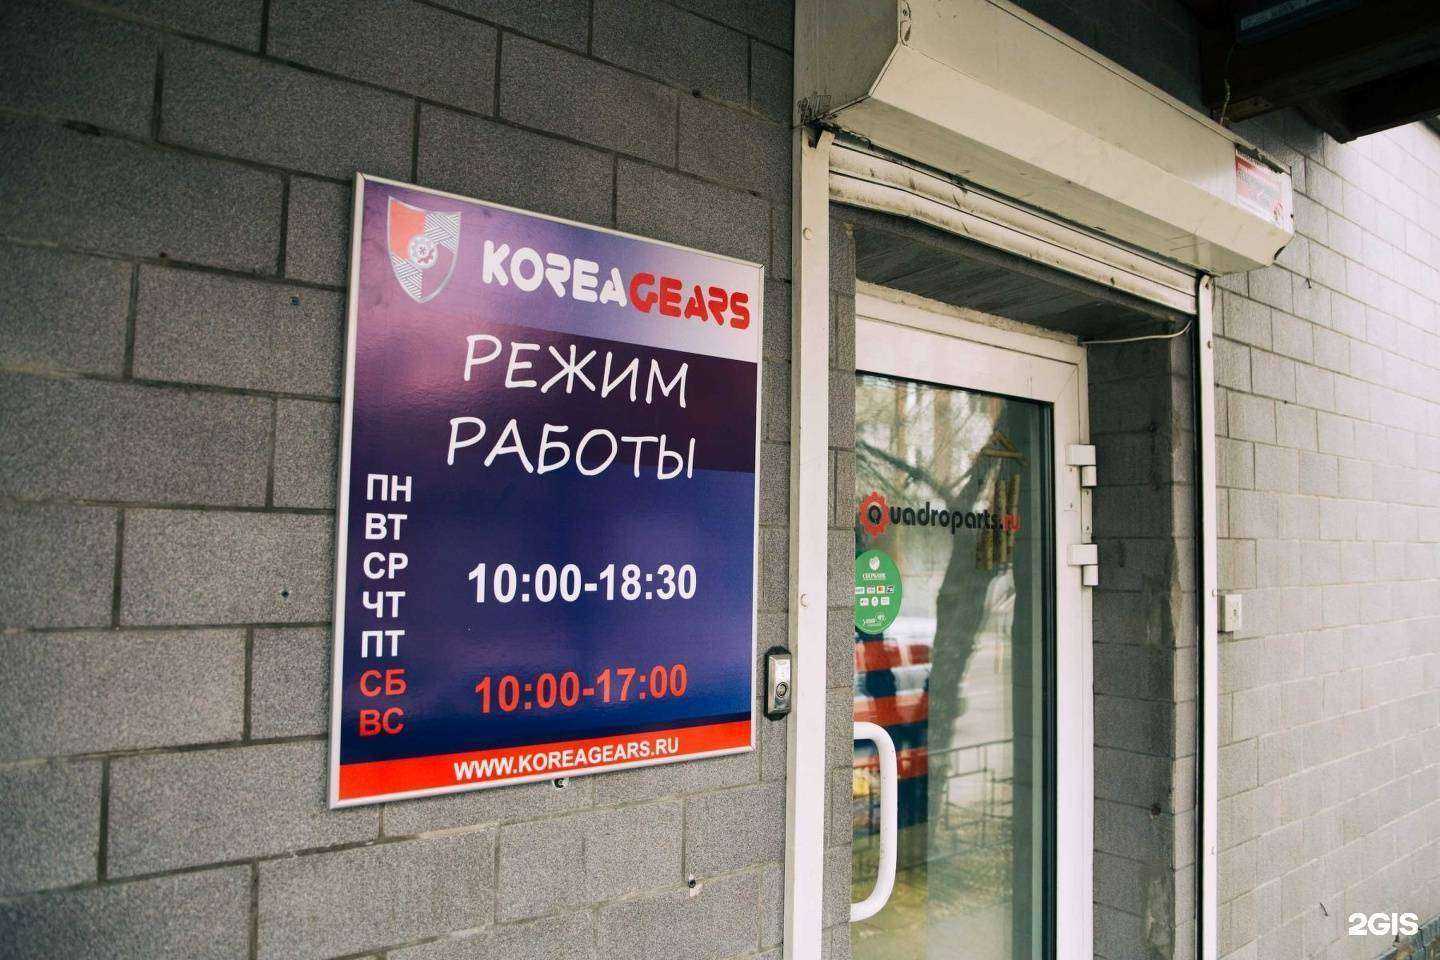 KOREAGEARS
РЕЖИМ
РАБОТЫ
ПН
ВТ
СР
ЧТ
ПТ
10:00-18:30
СБ
ВС
10:00-17:00
WWW.KOREAGEARS.RU
Quadroparts.ru
СБЕРБАНК
2GIS